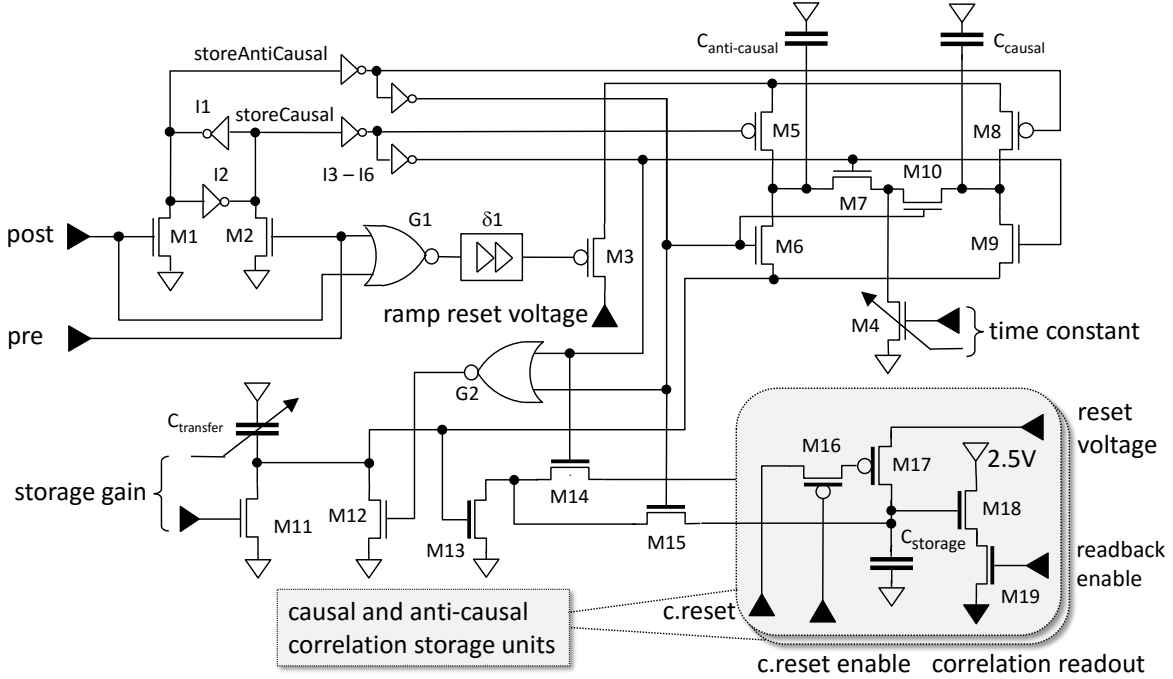 C anti-causal
C causal
storeAntiCausal
I1
storeCausal
M5
M8
I2
I3 – I6
M10
M7
post
M1
M2
G1
δ1
M3
M6
M9
ramp reset voltage
pre
M4
time constant
G2
C transfer
reset
voltage
M16
M17
2.5V
storage gain
M14
M18
M11
M12
M13
M15
C storage
readback
enable
M19
causal and anti-causal
correlation storage units
c.reset
c.reset enable
correlation readout